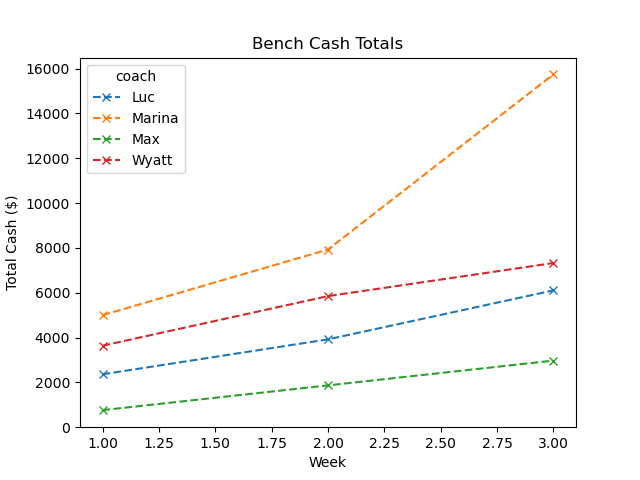 Bench Cash Totals
Total Cash ($)
16000
14000
12000
10000
8000
6000
4000
2000
0
coach
Luc
Marina
Max
Wyatt
1.00 1.25 1.50 1.75 2.00 2.25 2.50 2.75 3.00
Week